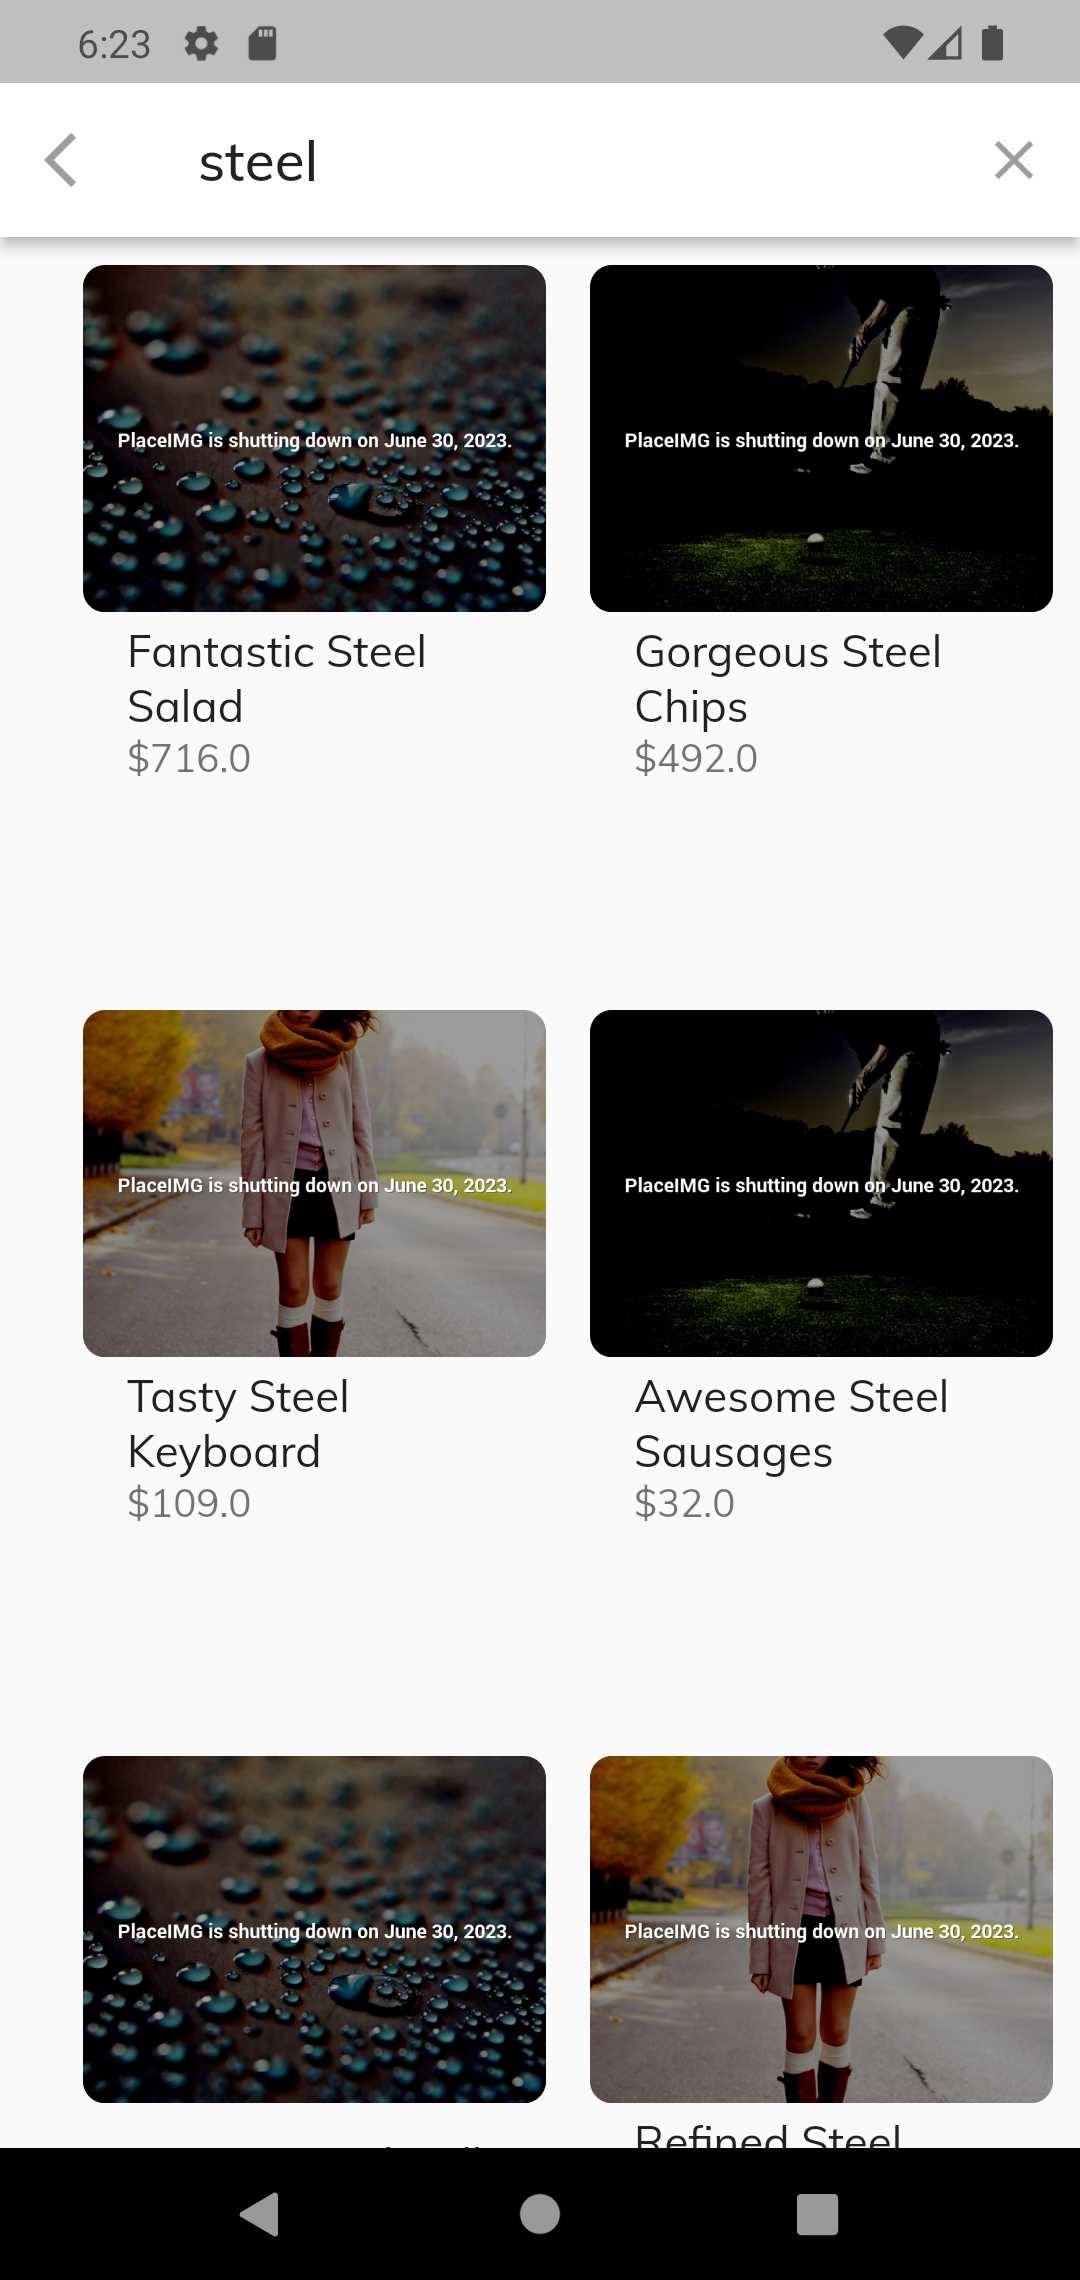 6:23
steel
PlaceIMG is shutting down on June 30, 2023.
PlaceIMG is shutting down on June 30, 2023.
Fantastic Steel
Salad
$716.0
Gorgeous Steel
Chips
$492.0
PlaceIMG is shutting down on June 30, 2023.
PlaceIMG is shutting down on June 30, 2023.
Tasty Steel
Keyboard
$109.0
Awesome Steel
Sausages
$32.0
PlaceIMG is shutting down on June 30, 2023.
PlaceIMG is shutting down on June 30, 2023.
Refined Steel